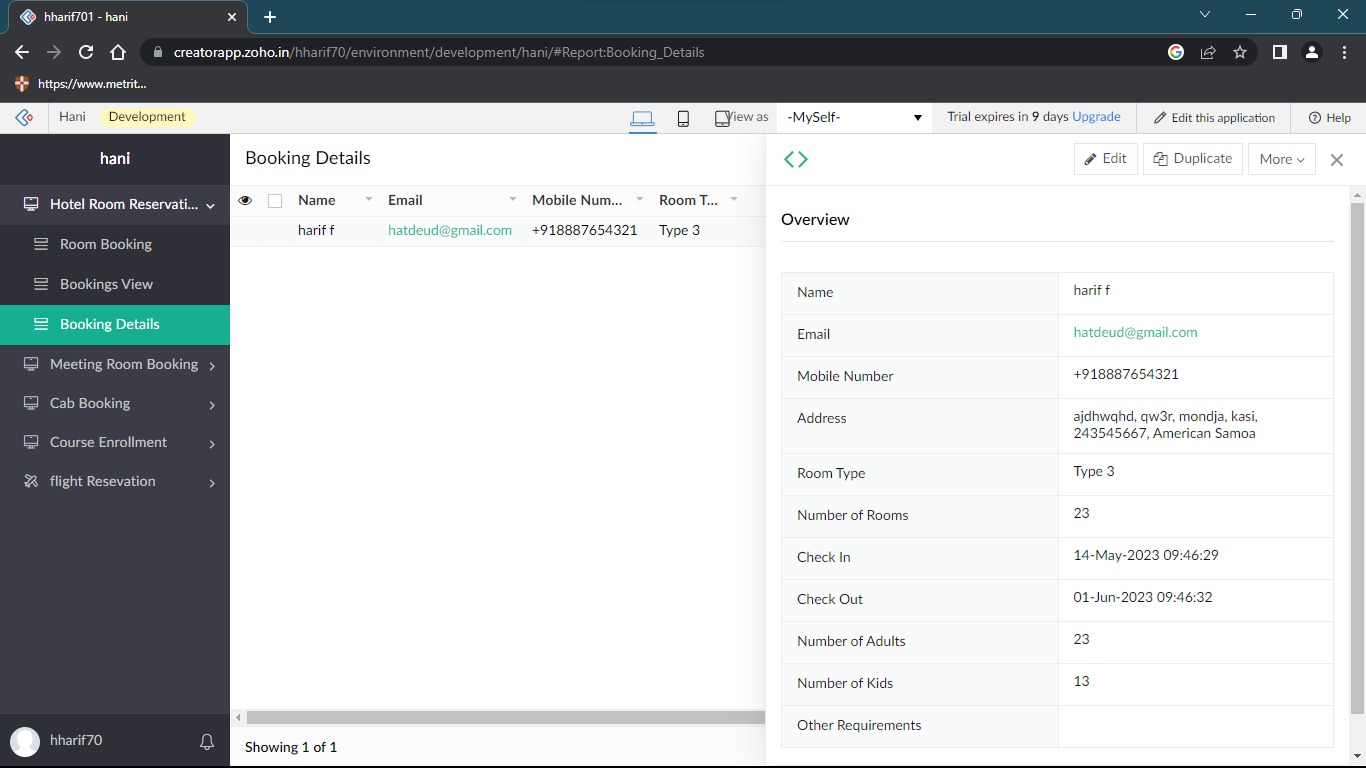 hharif701 - hani
creatorapp.zoho.in/hharif70/environment/development/hani/#Report:Booking_Details
https://www.metrit...
Hani
Development
View as
-MySelf-
Trial expires in 9 days Upgrade
Edit this application
Help
hani
Hotel Room Reservati...
Room Booking
Bookings View
Booking Details
Meeting Room Booking
Cab Booking
Course Enrollment
flight Resevation
hharif70
Booking Details
Name Email Mobile Num... Room T...
harif f hatdeud@gmail.com +918887654321 Type 3
Showing 1 of 1
Edit
Duplicate
More
Overview
Name harif f
Email hatdeud@gmail.com
Mobile Number +918887654321
Address ajdhwqhd, qw3r, mondja, kasi,
243545667, American Samoa
Room Type Type 3
Number of Rooms 23
Check In 14-May-2023 09:46:29
Check Out 01-Jun-2023 09:46:32
Number of Adults 23
Number of Kids 13
Other Requirements